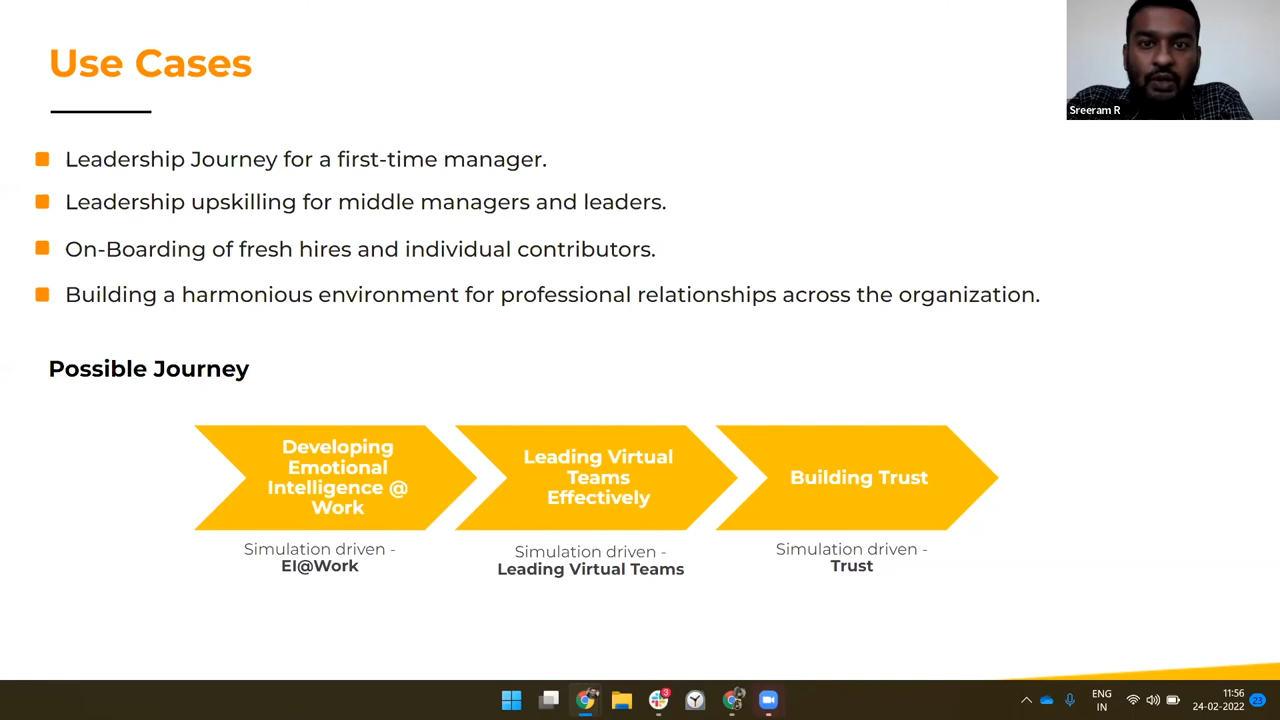 Use Cases
Sreeram R
Leadership Journey for a first-time manager.
Leadership upskilling for middle managers and leaders.
On-Boarding of fresh hires and individual contributors.
Building a harmonious environment for professional relationships across the organization.
Possible Journey
Developing
Emotional
Intelligence @
Work
Leading Virtual
Teams
Effectively
Building Trust
Simulation driven -
EI@Work
Simulation driven -
Leading Virtual Teams
Simulation driven -
Trust
3
ENG
IN
11:56
24-02-2022
23